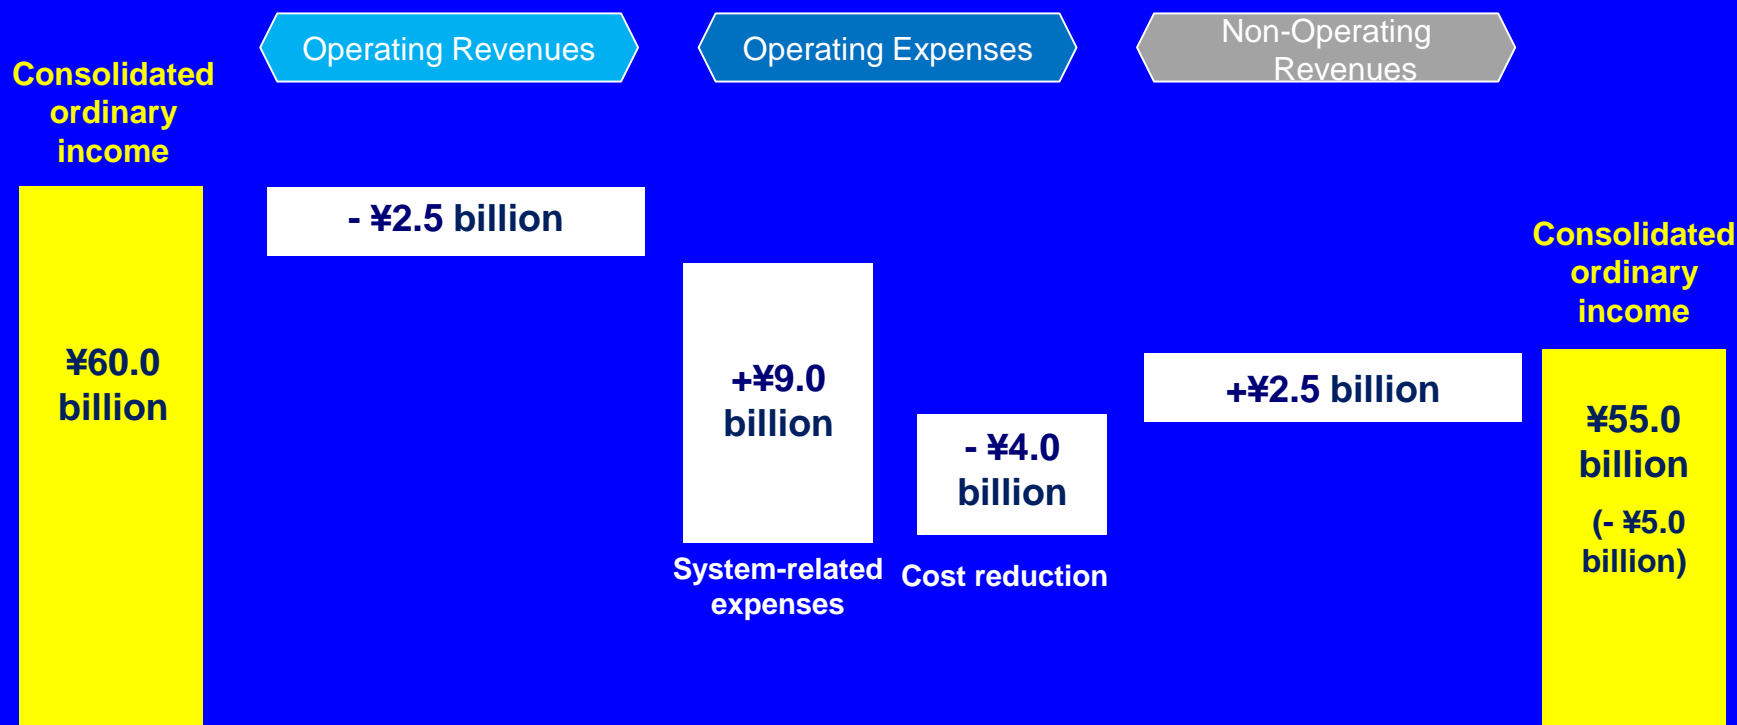 Operating Revenues
Operating Expenses
Non-Operating
Revenues
Consolidated
ordinary
income
¥60.0
billion
- ¥2.5 billion
+¥9.0
billion
System-related
expenses
- ¥4.0
billion
Cost reduction
+¥2.5 billion
Consolidated
ordinary
income
¥55.0
billion
(- ¥5.0
billion)